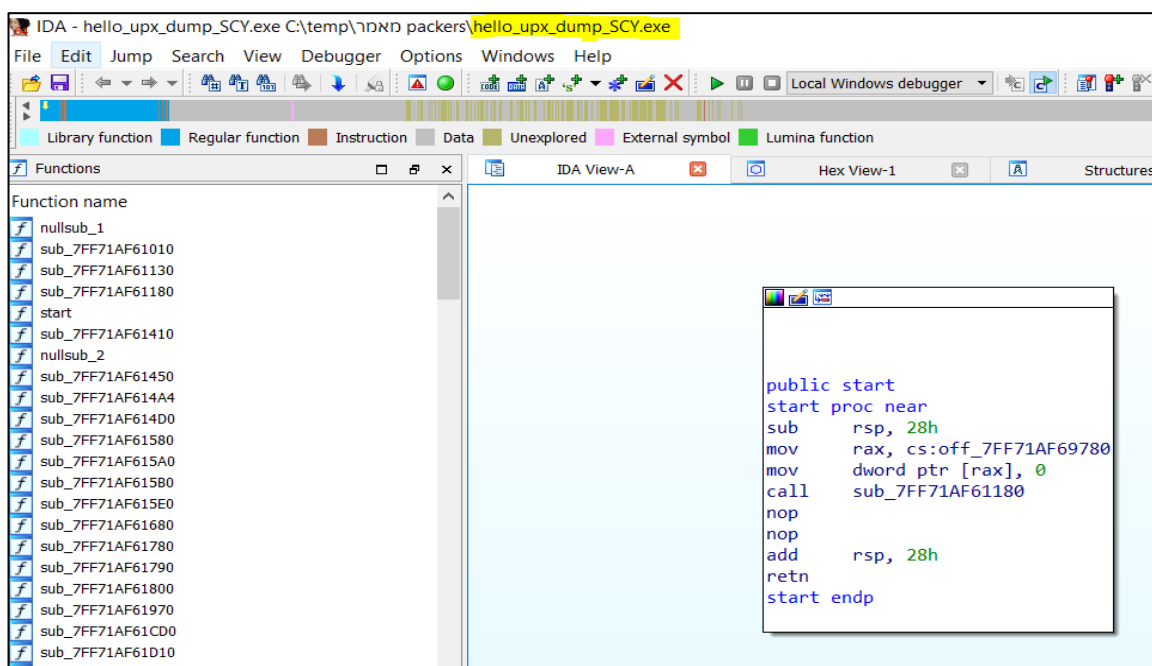 IDA - hello_upx_dump_SCY.exe C:\temp\מאמר packers\hello_upx_dump_SCY.exe
File Edit Jump Search View Debugger Options Windows Help
Local Windows debugger
Library function Regular function Instruction Data Unexplored External symbol Lumina function
Functions
IDA View-A Hex View-1 Structures
Function name
nullsub_1
sub_7FF71AF61010
sub_7FF71AF61130
sub_7FF71AF61180
start
sub_7FF71AF61410
nullsub_2
sub_7FF71AF61450
sub_7FF71AF614A4
sub_7FF71AF614D0
sub_7FF71AF61580
sub_7FF71AF615A0
sub_7FF71AF615B0
sub_7FF71AF615E0
sub_7FF71AF61680
sub_7FF71AF61780
sub_7FF71AF61790
sub_7FF71AF61800
sub_7FF71AF61970
sub_7FF71AF61CD0
sub_7FF71AF61D10
public start
start proc near
sub rsp, 28h
mov rax, cs:off_7FF71AF69780
mov dword ptr [rax], 0
call sub_7FF71AF61180
nop
nop
add rsp, 28h
retn
start endp